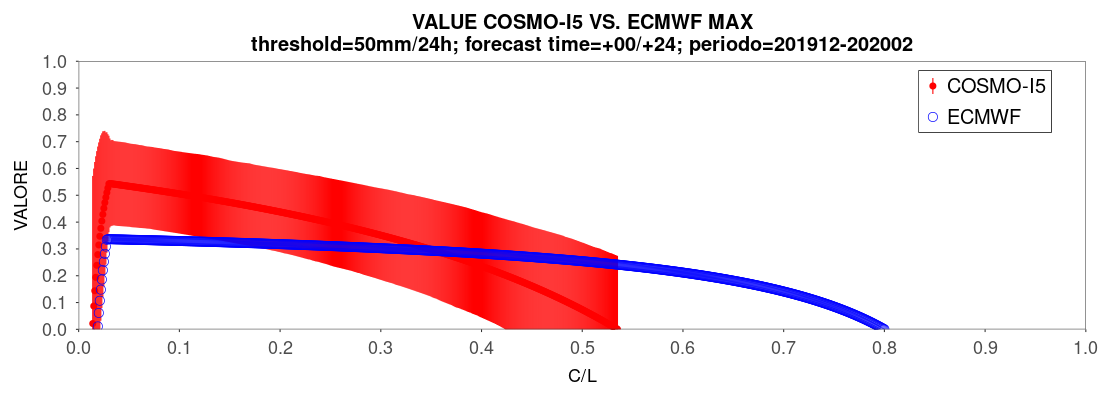 VALUE COSMO-I5 VS. ECMWF MAX
threshold=50mm/24h; forecast time=+00/+24; periodo=201912-202002
1.0
0.9
0.8
0.7
0.6
0.5
0.4
0.3
0.2
0.1
0.0
VALORE
COSMO-I5
ECMWF
0.0 0.1 0.2 0.3 0.4 0.5 0.6 0.7 0.8 0.9 1.0
C/L